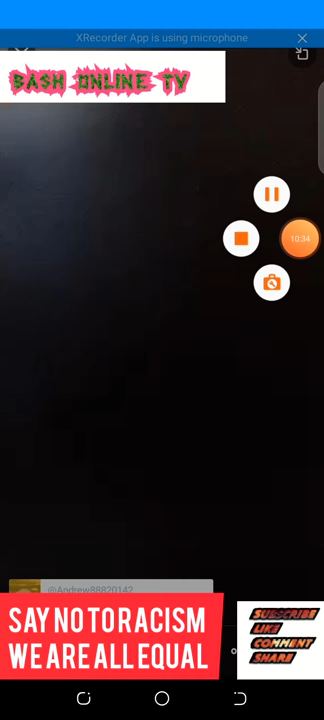 XRecorder App is using microphone
BASH ONLINE TV
10:34
@Andrew88820142
SAY NO TO RACISM
WE ARE ALL EQUAL
SUBSCRIBE
LIKE
COMMENT
SHARE